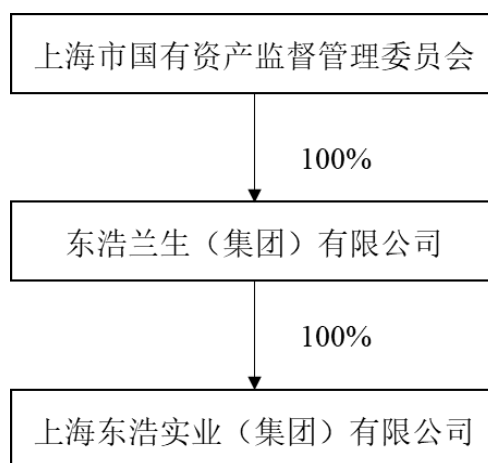 上海市国有资产监督管理委员会
100%
东浩兰生（集团）有限公司
100%
上海东浩实业（集团）有限公司